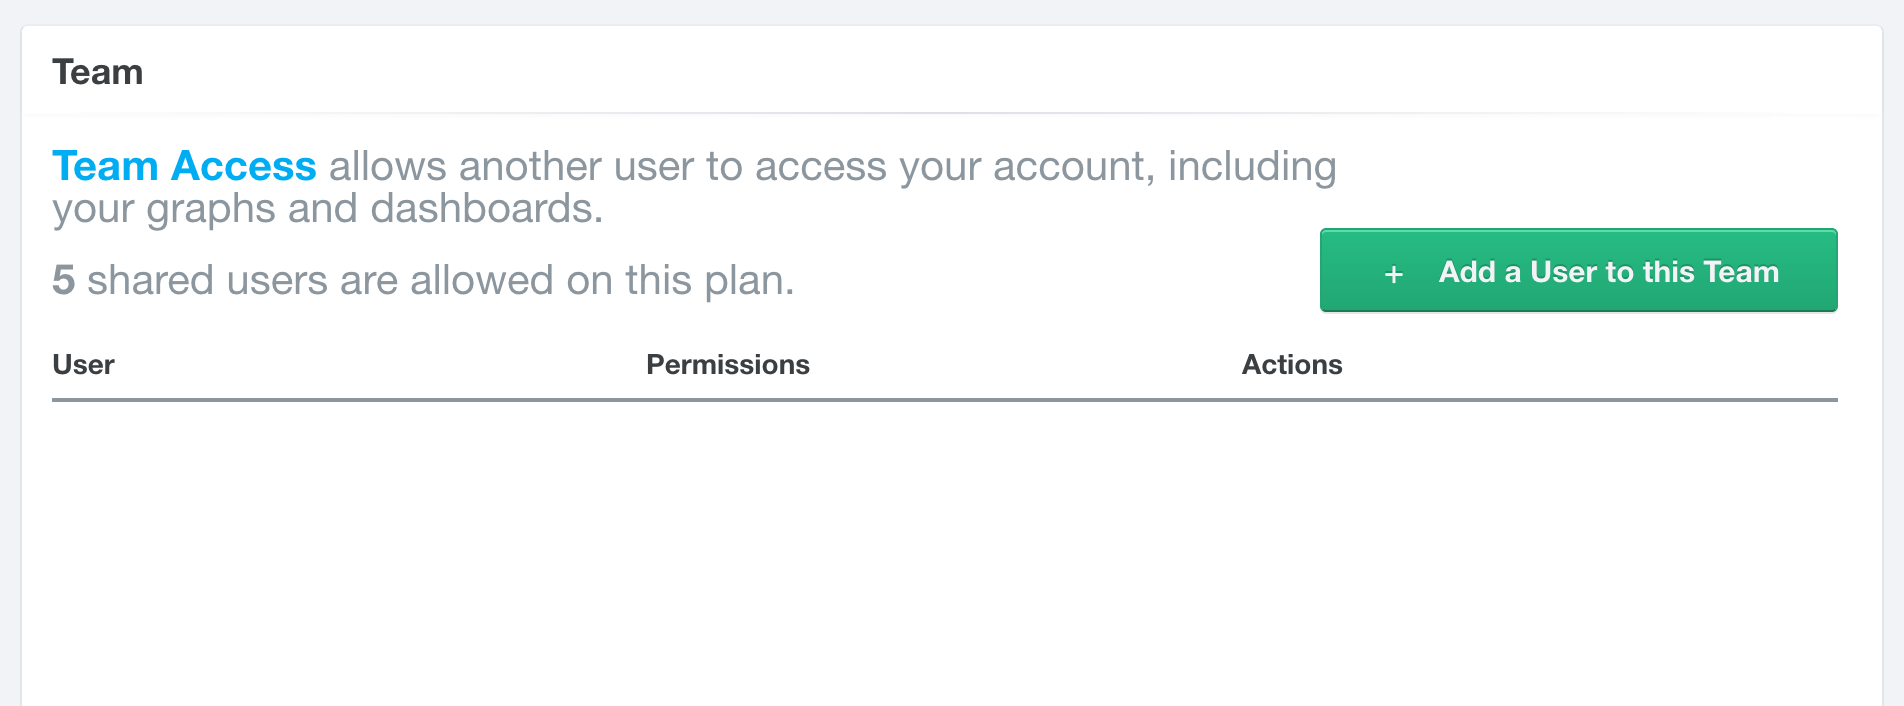 Team
Team Access allows another user to access your account, including
your graphs and dashboards.
5 shared users are allowed on this plan.
+ Add a User to this Team
User Permissions Actions